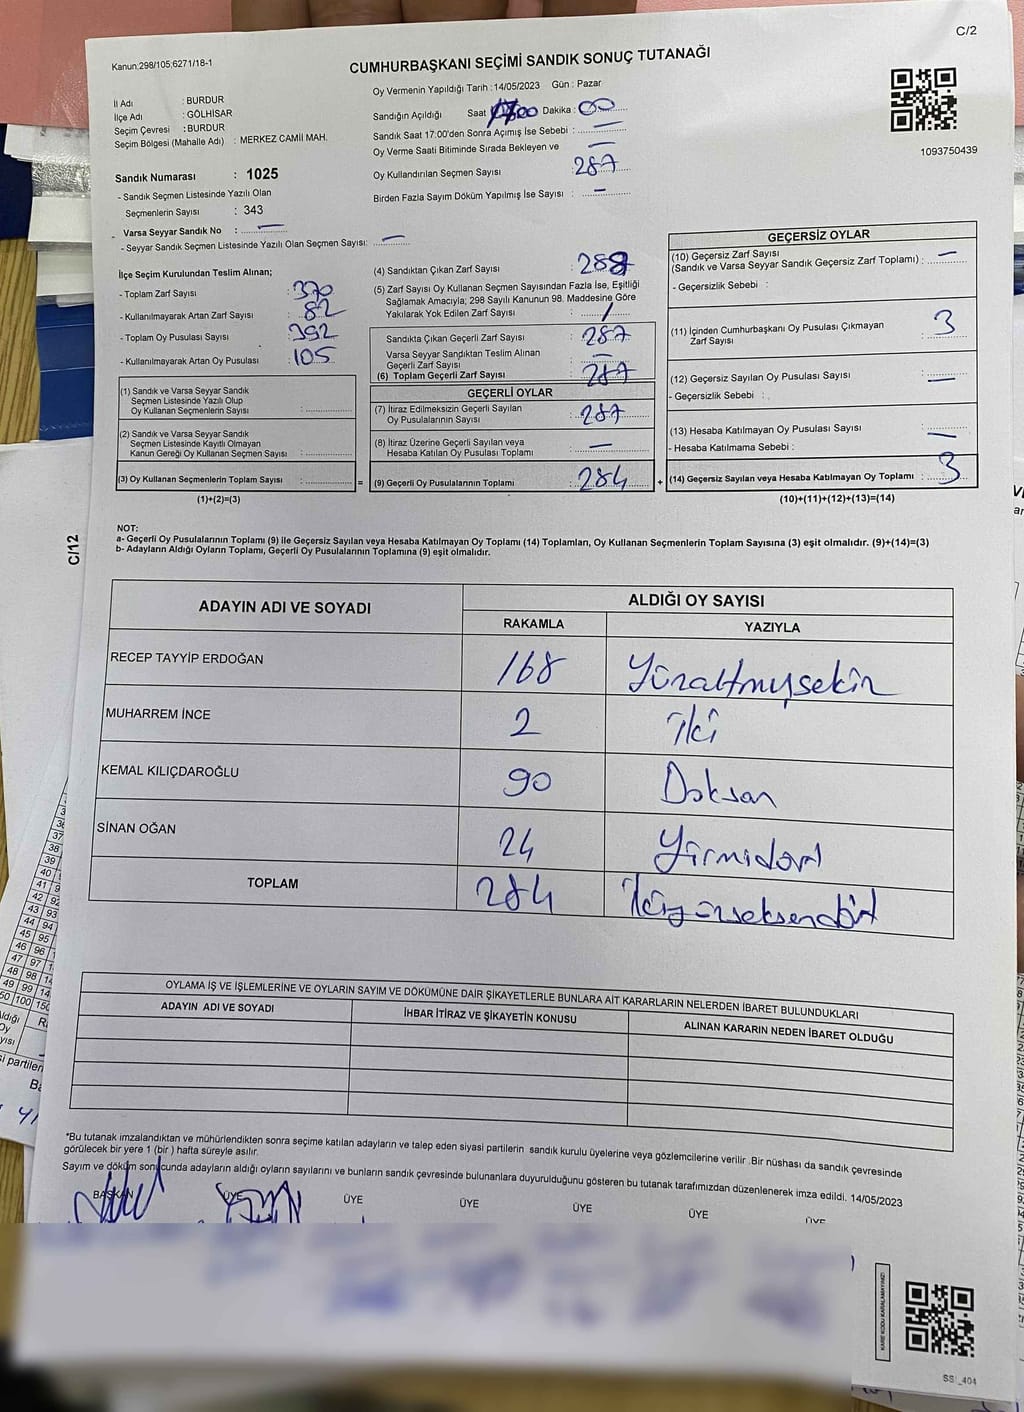 C/2
Kanun:298/105;6271/18-1
CUMHURBAŞKANI SEÇİMİ SANDIK SONUÇ TUTANAĞI
İl Adı : BURDUR
İlçe Adı : GÖLHİSAR
Seçim Çevresi : BURDUR
Seçim Bölgesi (Mahalle Adı) : MERKEZ CAMİİ MAH.
Sandık Numarası : 1025
- Sandık Seçmen Listesinde Yazılı Olan
Seçmenlerin Sayısı : 343
- Varsa Seyyar Sandık No : —
- Seyyar Sandık Seçmen Listesinde Yazılı Olan Seçmen Sayısı: —
Oy Vermenin Yapıldığı Tarih :14/05/2023 Gün : Pazar
Sandığın Açıldığı Saat Dakika : 00
Sandık Saat 17:00'den Sonra Açımış İse Sebebi : —
Oy Verme Saati Bitiminde Sırada Bekleyen ve —
Oy Kullandırılan Seçmen Sayısı : 287
Birden Fazla Sayım Döküm Yapılmış İse Sayısı : —
1093750439
İlçe Seçim Kurulundan Teslim Alınan;
- Toplam Zarf Sayısı : 370
- Kullanılmayarak Artan Zarf Sayısı : 82
- Toplam Oy Pusulası Sayısı : 392
- Kullanılmayarak Artan Oy Pusulası : 105
(1) Sandık ve Varsa Seyyar Sandık
Seçmen Listesinde Yazılı Olup
Oy Kullanan Seçmenlerin Sayısı :
(2) Sandık ve Varsa Seyyar Sandık
Seçmen Listesinde Kayıtlı Olmayan
Kanun Gereği Oy Kullanan Seçmen Sayısı :
(3) Oy Kullanan Seçmenlerin Toplam Sayısı : =
(1)+(2)=(3)
(4) Sandıktan Çıkan Zarf Sayısı : 288
(5) Zarf Sayısı Oy Kullanan Seçmen Sayısından Fazla İse, Eşitliği
Sağlamak Amacıyla; 298 Sayılı Kanunun 98. Maddesine Göre
Yakılarak Yok Edilen Zarf Sayısı : 1
Sandıkta Çıkan Geçerli Zarf Sayısı : 287
Varsa Seyyar Sandıktan Teslim Alınan
Geçerli Zarf Sayısı : —
(6) Toplam Geçerli Zarf Sayısı : 287
GEÇERLİ OYLAR
(7) İtiraz Edilmeksizin Geçerli Sayılan
Oy Pusulalarının Sayısı : 287
(8) İtiraz Üzerine Geçerli Sayılan veya
Hesaba Katılan Oy Pusulası Toplamı : —
(9) Geçerli Oy Pusulalarının Toplamı : 284 +
GEÇERSİZ OYLAR
(10) Geçersiz Zarf Sayısı
(Sandık ve Varsa Seyyar Sandık Geçersiz Zarf Toplamı) : —
- Geçersizlik Sebebi :
(11) İçinden Cumhurbaşkanı Oy Pusulası Çıkmayan
Zarf Sayısı : 3
(12) Geçersiz Sayılan Oy Pusulası Sayısı : —
- Geçersizlik Sebebi :
(13) Hesaba Katılmayan Oy Pusulası Sayısı : —
- Hesaba Katılmama Sebebi :
(14) Geçersiz Sayılan veya Hesaba Katılmayan Oy Toplamı : 3
(10)+(11)+(12)+(13)=(14)
NOT:
a- Geçerli Oy Pusulalarının Toplamı (9) ile Geçersiz Sayılan veya Hesaba Katılmayan Oy Toplamı (14) Toplamları, Oy Kullanan Seçmenlerin Toplam Sayısına (3) eşit olmalıdır. (9)+(14)=(3)
b- Adayların Aldığı Oyların Toplamı, Geçerli Oy Pusulalarının Toplamına (9) eşit olmalıdır.
C/12
ADAYIN ADI VE SOYADI ALDIĞI OY SAYISI
RAKAMLA YAZIYLA
RECEP TAYYİP ERDOĞAN 168 Yüzaltmışsekiz
MUHARREM İNCE 2 iki
KEMAL KILIÇDAROĞLU 90 Doksan
SİNAN OĞAN 24 Yirmidört
TOPLAM 284 ikiyüzseksendört
OYLAMA İŞ VE İŞLEMLERİNE VE OYLARIN SAYIM VE DÖKÜMÜNE DAİR ŞİKAYETLERLE BUNLARA AİT KARARLARIN NELERDEN İBARET BULUNDUKLARI
ADAYIN ADI VE SOYADI İHBAR İTİRAZ VE ŞİKAYETİN KONUSU ALINAN KARARIN NEDEN İBARET OLDUĞU
*Bu tutanak imzalandıktan ve mühürlendikten sonra seçime katılan adayların ve talep eden siyasi partilerin sandık kurulu üyelerine veya gözlemcilerine verilir .Bir nüshası da sandık çevresinde
görülecek bir yere 1 (bir ) hafta süreyle asılır.
Sayım ve döküm sonucunda adayların aldığı oyların sayılarını ve bunların sandık çevresinde bulunanlara duyurulduğunu gösteren bu tutanak tarafımızdan düzenlenerek imza edildi. 14/05/2023
BAŞKAN ÜYE ÜYE ÜYE ÜYE ÜYE ÜYE
KARE KODU KARALAMAYINIZ!